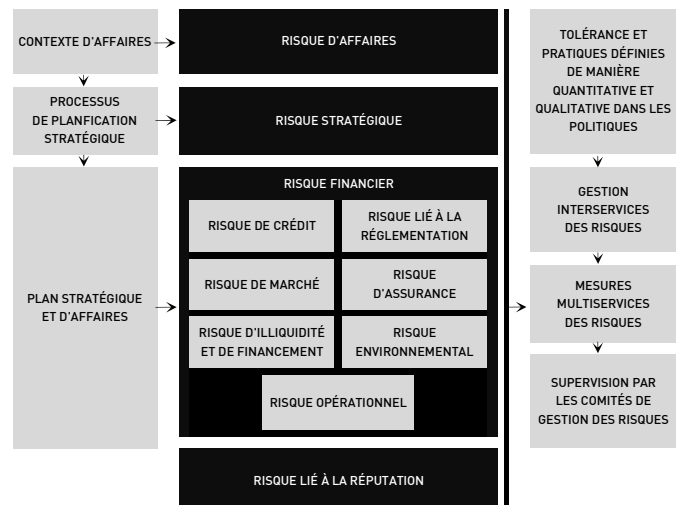 CONTEXTE D'AFFAIRES
PROCESSUS
DE PLANFICATION
STRATÉGIQUE
PLAN STRATÉGIQUE
ET D'AFFAIRES
RISQUE D'AFFAIRES
RISQUE STRATÉGIQUE
RISQUE FINANCIER
RISQUE DE CRÉDIT
RISQUE LIÉ À LA
RÉGLEMENTATION
RISQUE DE MARCHÉ
RISQUE
D'ASSURANCE
RISQUE D'ILLIQUIDITÉ
ET DE FINANCEMENT
RISQUE
ENVIRONNEMENTAL
RISQUE OPÉRATIONNEL
RISQUE LIÉ À LA RÉPUTATION
TOLÉRANCE ET
PRATIQUES DÉFINIES
DE MANIÈRE
QUANTITATIVE ET
QUALITATIVE DANS LES
POLITIQUES
GESTION
INTERSERVICES
DES RISQUES
MESURES
MULTISERVICES
DES RISQUES
SUPERVISION PAR
LES COMITÉS DE
GESTION DES RISQUES